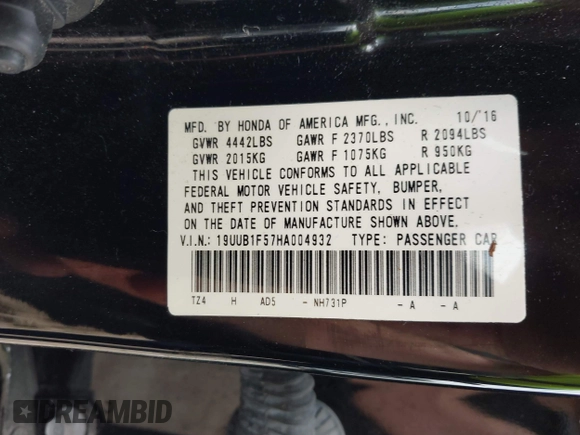 MFD. BY HONDA OF AMERICA MFG., INC. 10/'16
GVWR 4442LBS GAWR F 2370LBS R 2094LBS
GVWR 2015KG GAWR F 1075KG R 950KG
THIS VEHICLE CONFORMS TO ALL APPLICABLE
FEDERAL MOTOR VEHICLE SAFETY, BUMPER,
AND THEFT PREVENTION STANDARDS IN EFFECT
ON THE DATE OF MANUFACTURE SHOWN ABOVE.
V.I.N.: 19UUB1F57HA004932 TYPE: PASSENGER CAR
TZ4 H AD5 - NH731P - A - A
DREAMBID